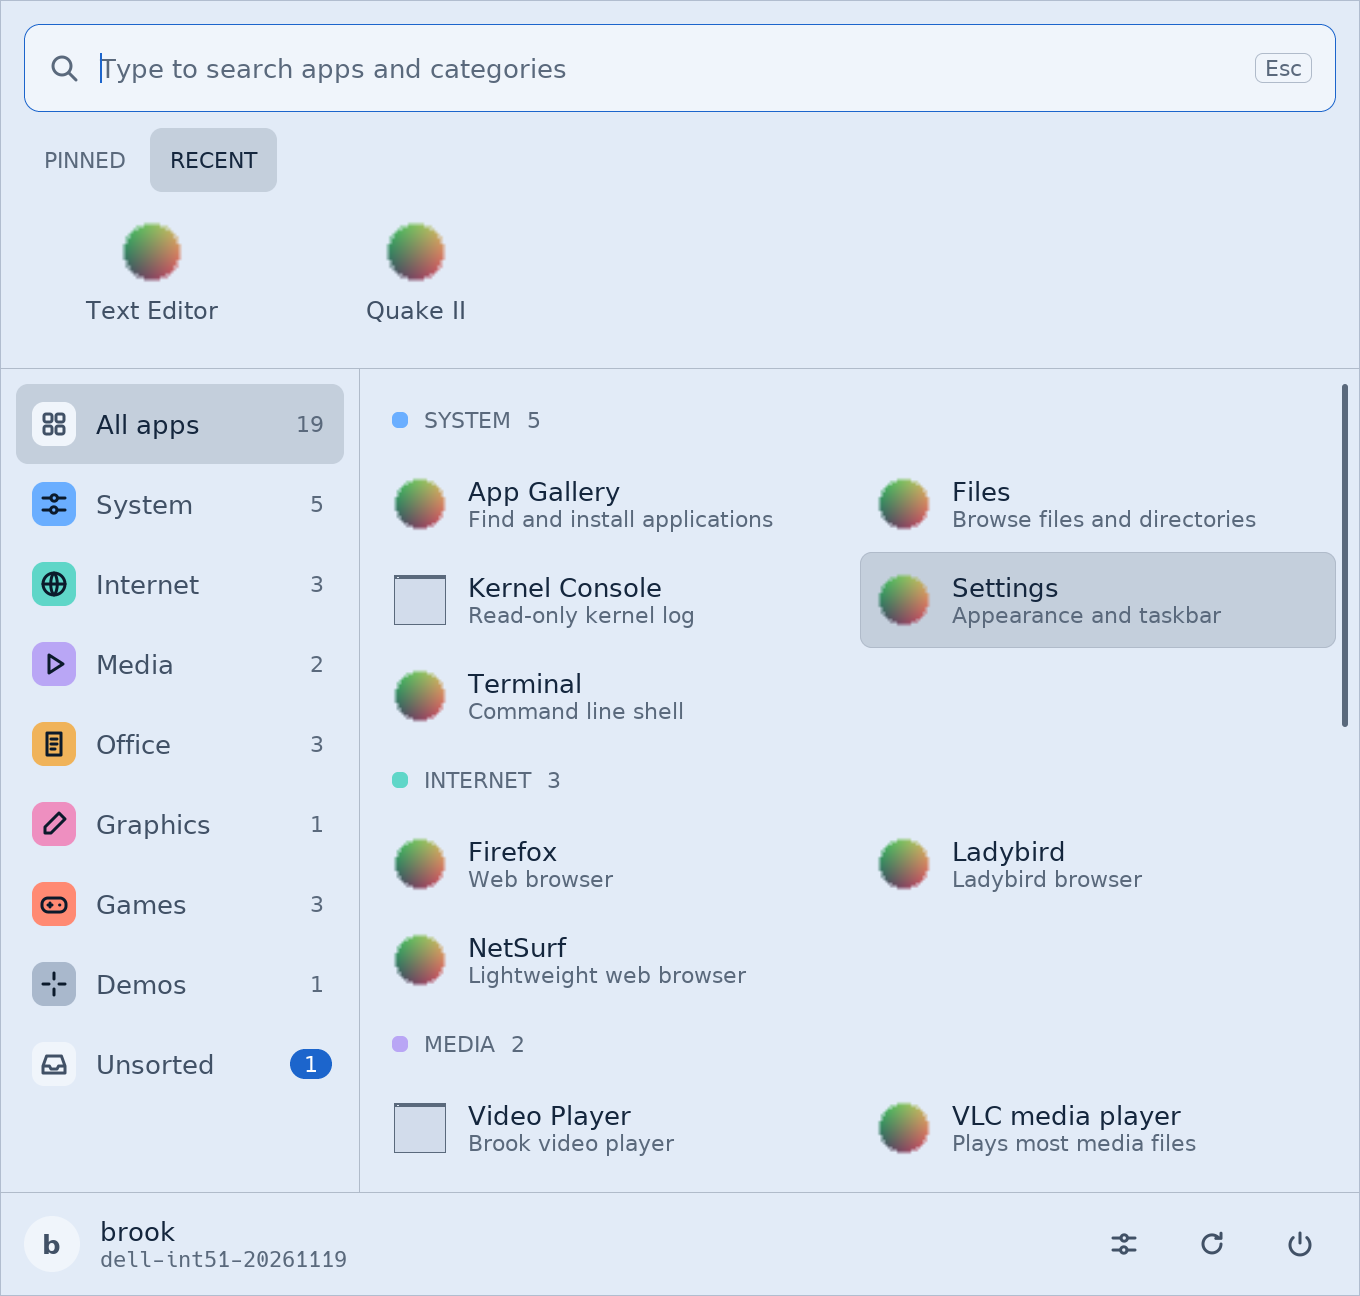 Type to search apps and categories
Esc
PINNED
RECENT
Text Editor
Quake II
All apps 19
System 5
Internet 3
Media 2
Office 3
Graphics 1
Games 3
Demos 1
Unsorted 1
SYSTEM 5
App Gallery
Find and install applications
Files
Browse files and directories
Kernel Console
Read-only kernel log
Settings
Appearance and taskbar
Terminal
Command line shell
INTERNET 3
Firefox
Web browser
Ladybird
Ladybird browser
NetSurf
Lightweight web browser
MEDIA 2
Video Player
Brook video player
VLC media player
Plays most media files
b
brook
dell-int51-20261119